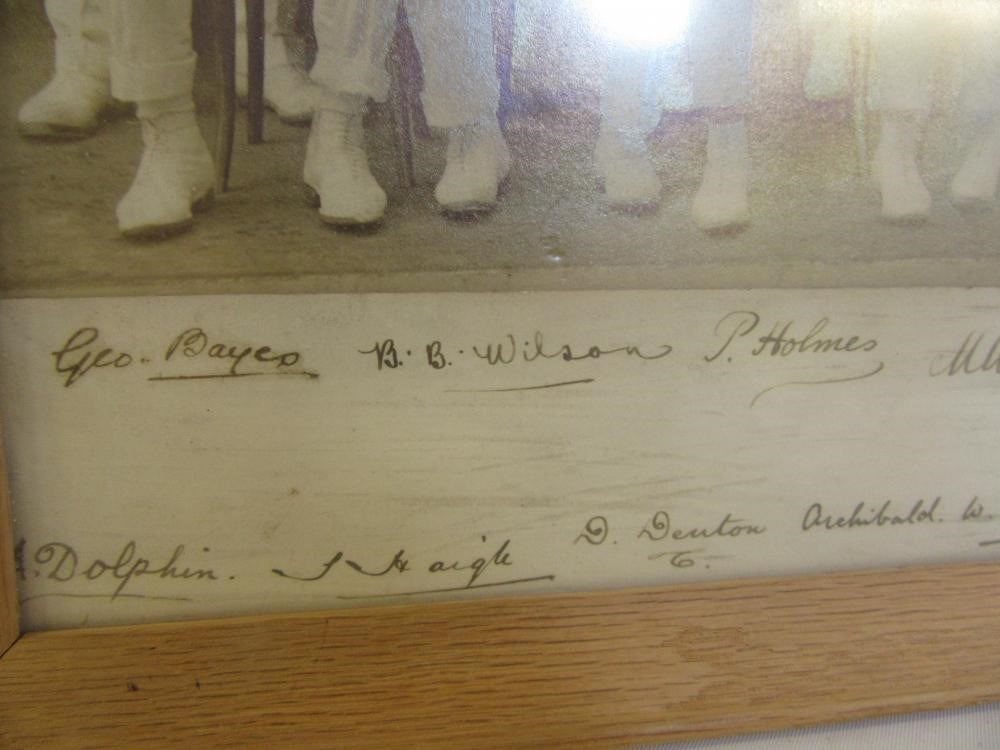 Geo. Bayes B. B. Wilson P. Holmes
Dolphin. J Haigh D. Denton Archibald. W.